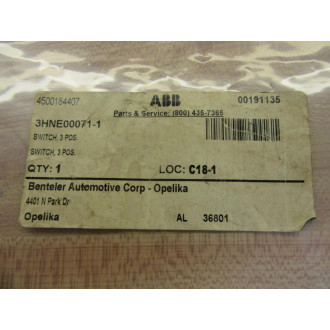 4500184407 ABB 00191135
Parts & Service: (800) 435-7365
3HNE00071-1
SWITCH, 3 POS.
SWITCH, 3 POS.
QTY: 1 LOC: C18-1
Benteler Automotive Corp - Opelika
4401 N Park Dr
Opelika AL 36801